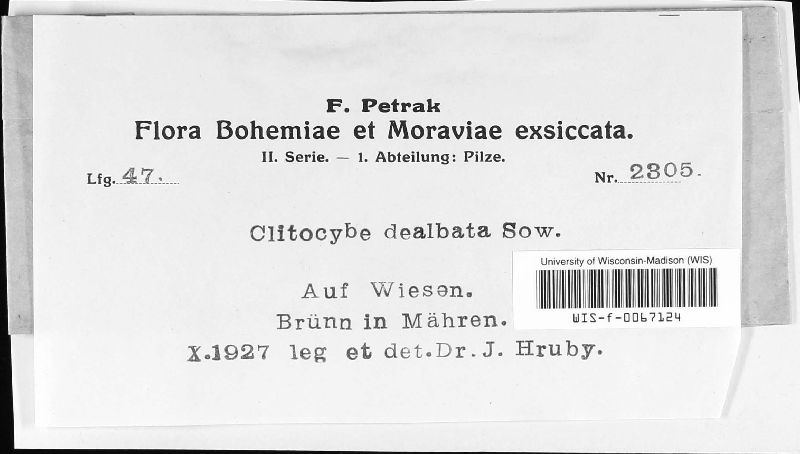 F. Petrak
Flora Bohemiae et Moraviae exsiccata.
II. Serie. — 1. Abteilung: Pilze.
Lfg. 47. Nr. 2305.
Clitocybe dealbata Sow.
University of Wisconsin-Madison (WIS)
WIS-f-0067124
Auf Wiesen.
Brünn in Mähren.
X.1927 leg et det.Dr.J. Hruby.